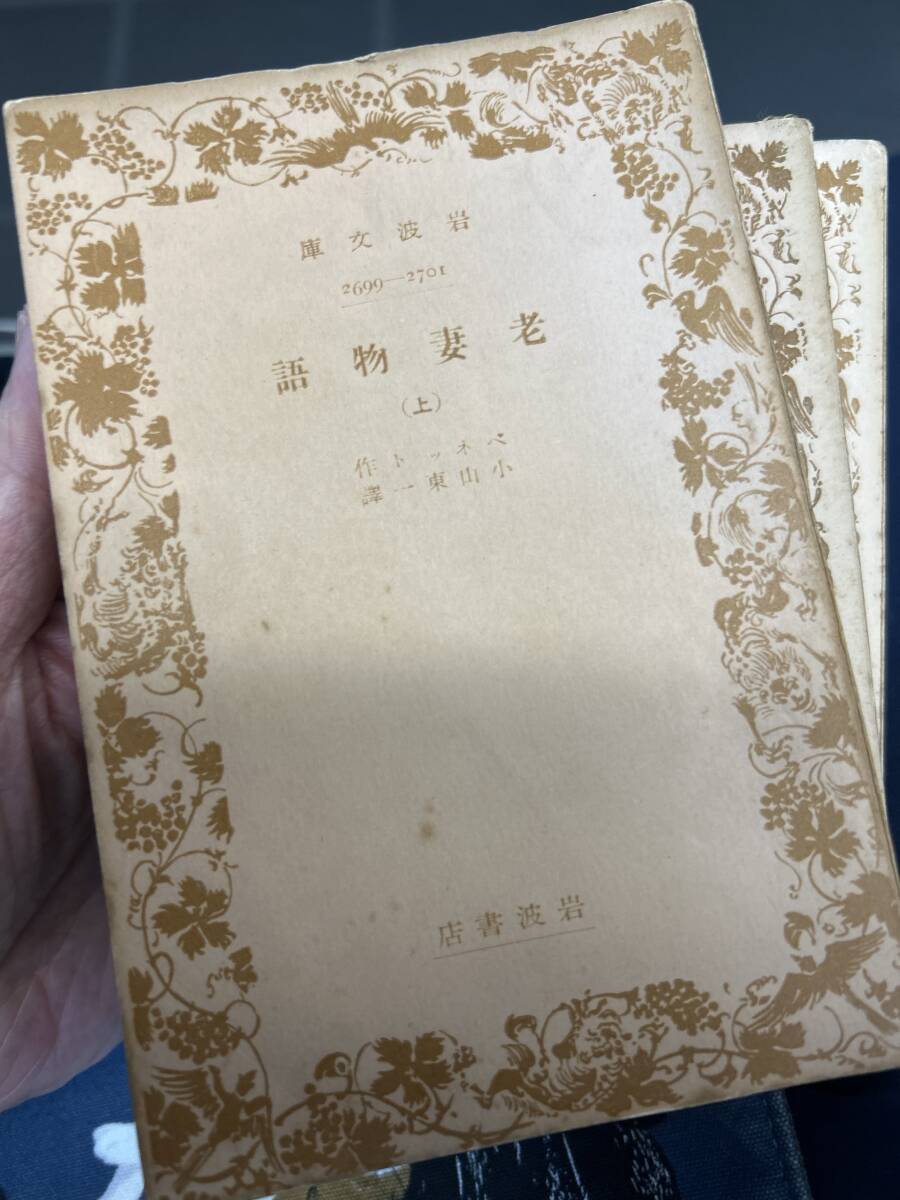 岩波文庫
2699—2701
老妻物語
(上)
ベネット作
小山東一譯
岩波書店